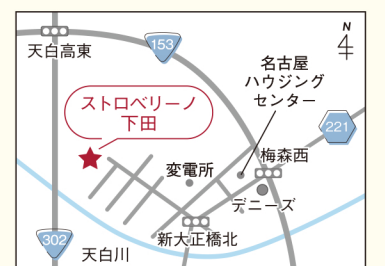 N
天白高東
153
名古屋
ハウジング
センター
ストロベリーノ
下田
221
梅森西
変電所
デニーズ
新大正橋北
302
天白川